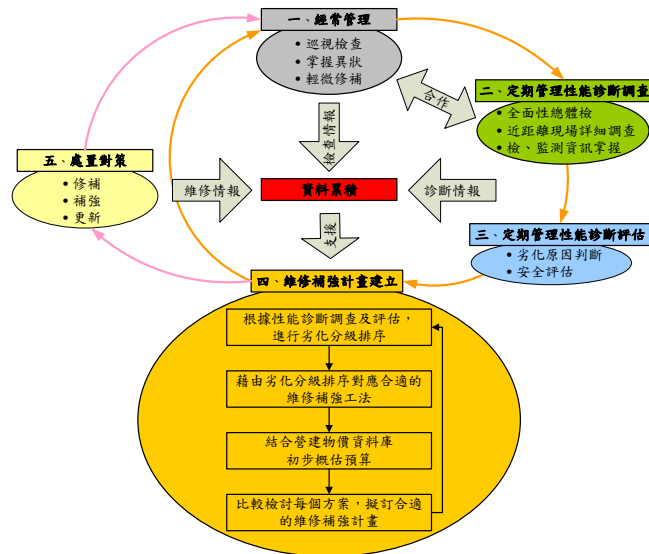 一、經常管理
• 巡視檢查
• 掌握異狀
• 輕微修補
合作
二、定期管理性能診斷調查
• 全面性總體檢
• 近距離現場詳細調查
• 檢、監測資訊掌握
檢查情報
五、處置對策
• 修補
• 補強
• 更新
維修情報
資料累積
診斷情報
支援
三、定期管理性能診斷評估
• 劣化原因判斷
• 安全評估
四、維修補強計畫建立
根據性能診斷調查及評估，
進行劣化分級排序
藉由劣化分級排序對應合適的
維修補強工法
結合營建物價資料庫
初步概估預算
比較檢討每個方案，擬訂合適
的維修補強計畫